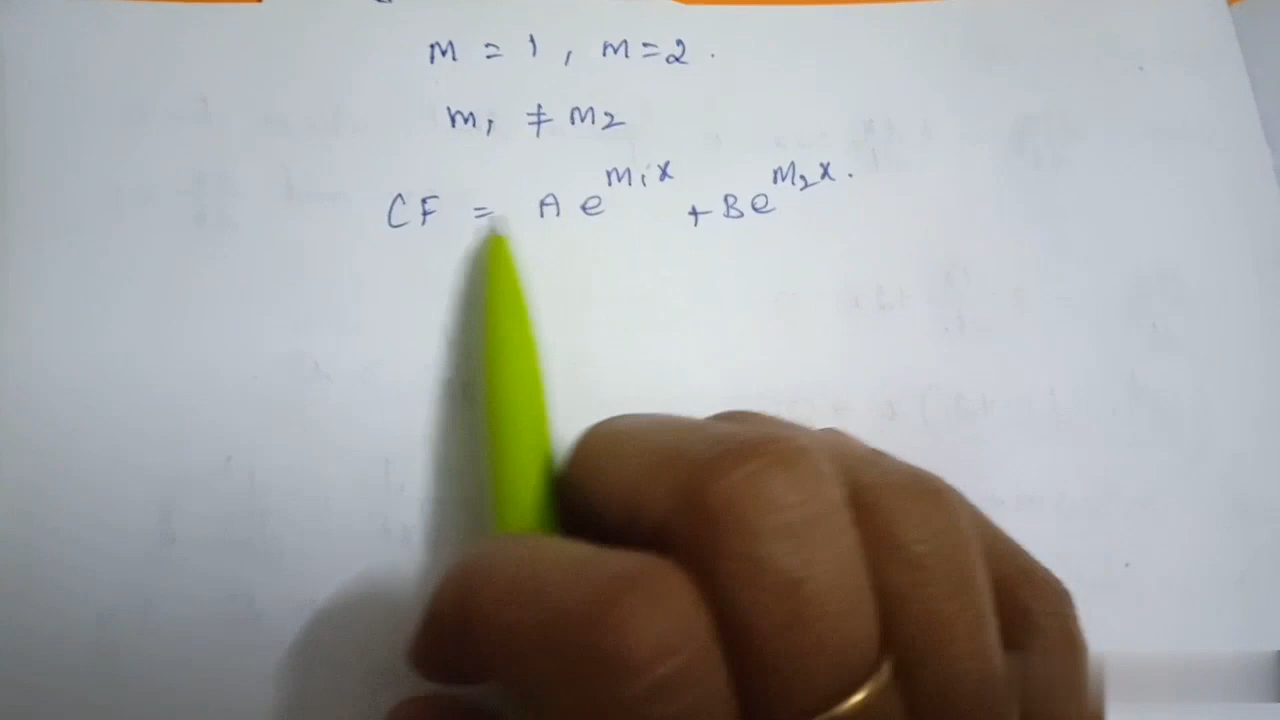 m = 1, m = 2.
m₁ ≠ m₂
CF = A e^{m₁x} + B e^{m₂x}.